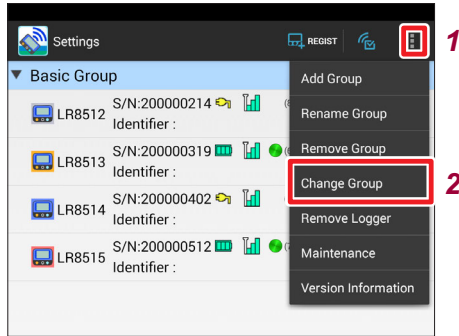 Settings
REGIST
1
Basic Group
Add Group
LR8512
S/N:200000214
Identifier :
Rename Group
LR8513
S/N:200000319
Identifier :
Remove Group
Change Group
2
LR8514
S/N:200000402
Identifier :
Remove Logger
LR8515
S/N:200000512
Identifier :
Maintenance
Version Information